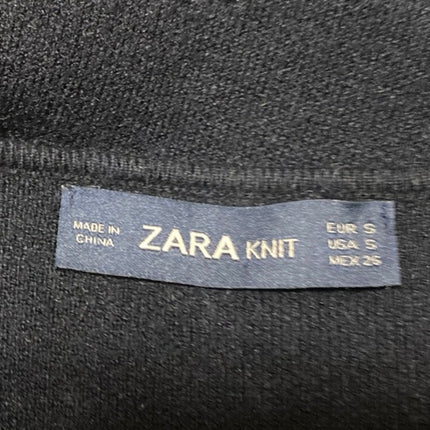 MADE IN
CHINA
ZARA KNIT
EUR S
USA S
MEX 26